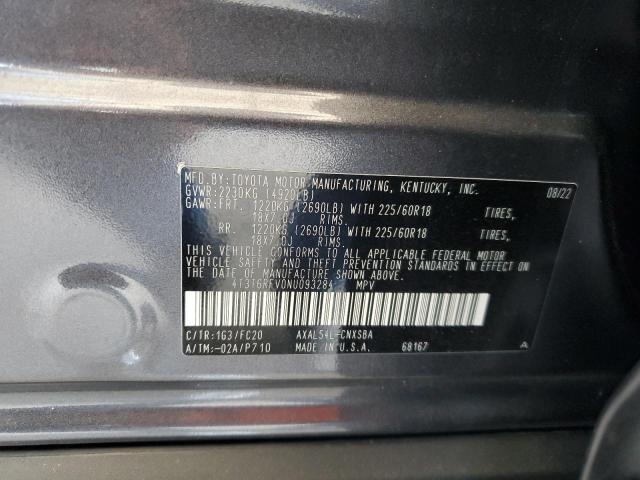 MFD. BY: TOYOTA MOTOR MANUFACTURING, KENTUCKY, INC. 08/22
GVWR: 2230KG (4920LB)
GAWR: FRT. 1220KG (2690LB) WITH 225/60R18 TIRES,
18X7.0J RIMS.
RR. 1220KG (2690LB) WITH 225/60R18 TIRES,
18X7.0J RIMS.
THIS VEHICLE CONFORMS TO ALL APPLICABLE FEDERAL MOTOR
VEHICLE SAFETY AND THEFT PREVENTION STANDARDS IN EFFECT ON
THE DATE OF MANUFACTURE SHOWN ABOVE.
4T3T6RFV0NU093284 MPV
C/TR: 1G3/FC20 AXAL54L-CNXSBA
A/TM: -02A/P710 MADE IN U.S.A. 68167 A